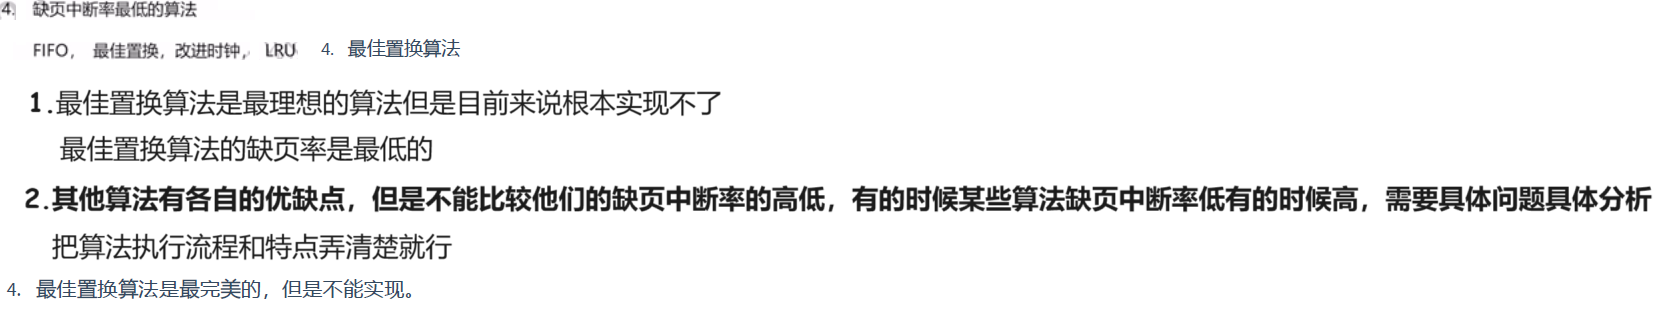 4. 缺页中断率最低的算法
FIFO， 最佳置换，改进时钟， LRU 4. 最佳置换算法
1.最佳置换算法是最理想的算法但是目前来说根本实现不了
最佳置换算法的缺页率是最低的
2.其他算法有各自的优缺点，但是不能比较他们的缺页中断率的高低，有的时候某些算法缺页中断率低有的时候高，需要具体问题具体分析
把算法执行流程和特点弄清楚就行
4. 最佳置换算法是最完美的，但是不能实现。